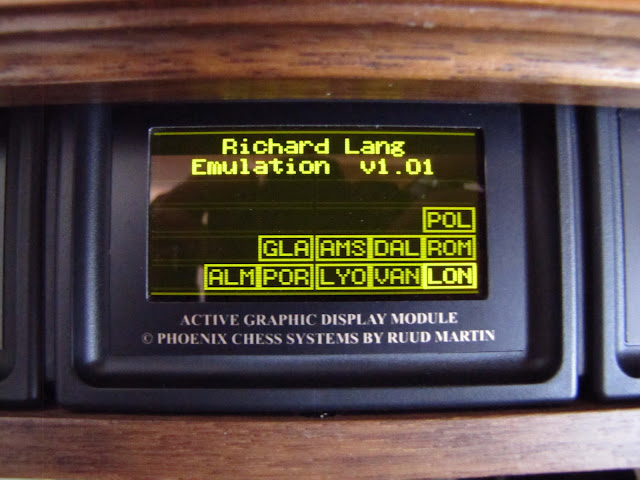 Richard Lang
Emulation v1.01
POL
GLA AMS DAL ROM
ALM POR LYO VAN LON
ACTIVE GRAPHIC DISPLAY MODULE
© PHOENIX CHESS SYSTEMS BY RUUD MARTIN